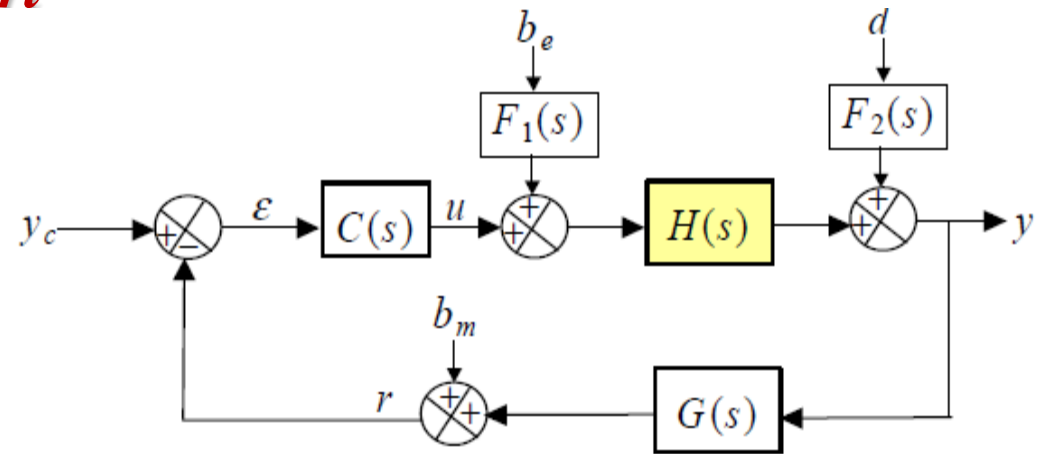 b_e
d
F_1(s)
F_2(s)
y_c + − ε C(s) u + + H(s) + + y
b_m
r + + G(s)